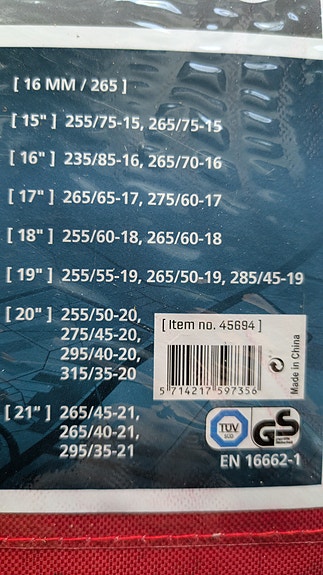 [ 16 MM / 265 ]
[ 15" ] 255/75-15, 265/75-15
[ 16" ] 235/85-16, 265/70-16
[ 17" ] 265/65-17, 275/60-17
[ 18" ] 255/60-18, 265/60-18
[ 19" ] 255/55-19, 265/50-19, 285/45-19
[ 20" ] 255/50-20,
275/45-20,
295/40-20,
315/35-20
[ Item no. 45694 ]
5 714217 597356
Made in China
[ 21" ] 265/45-21,
265/40-21,
295/35-21
TÜV
SÜD
GS
EN 16662-1